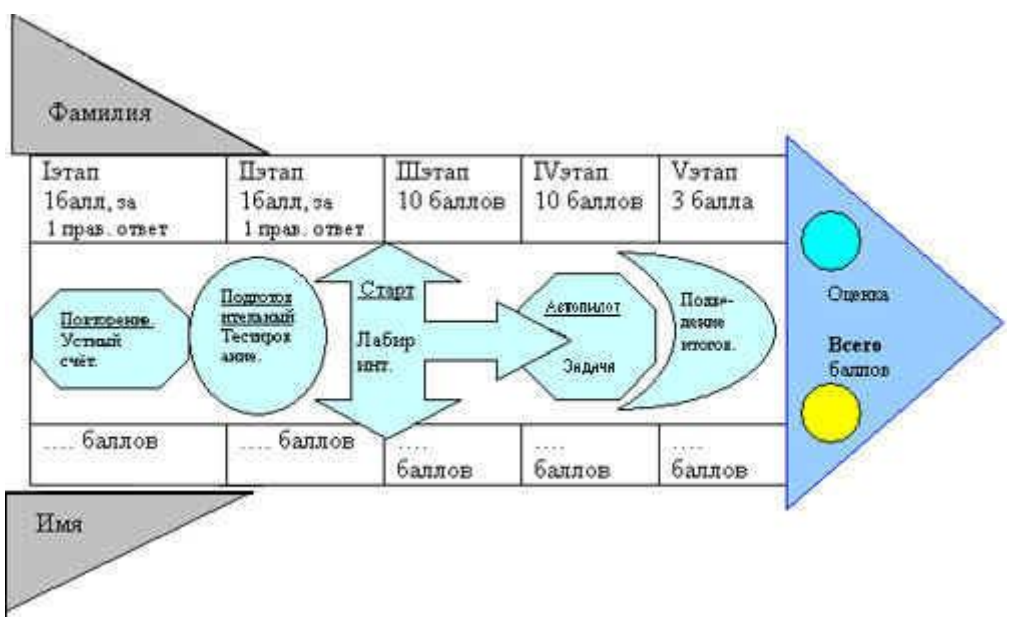 Фамилия
Iэтап
1балл, за
1 прав. ответ
IIэтап
1балл, за
1 прав. ответ
IIIэтап
10 баллов
IVэтап
10 баллов
Vэтап
3 балла
Повторение.
Устный
счёт.
Подготов
ительный
Тестиров
ание.
Старт
Лабир
инт.
Автопилот
Задача
Подве-
дение
итогов.
Оценка
Всего
баллов
.... баллов
.... баллов
....
баллов
....
баллов
....
баллов
Имя